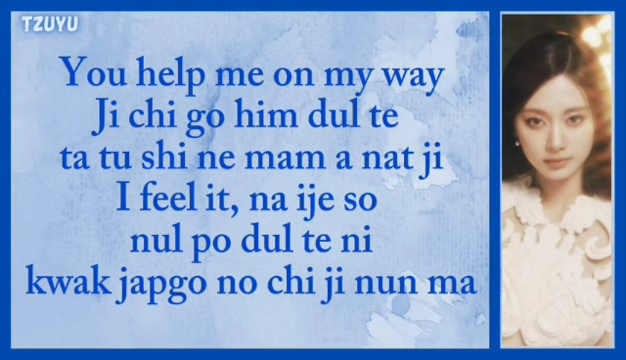 TZUYU
You help me on my way
Ji chi go him dul te
ta tu shi ne mam a nat ji
I feel it, na ije so
nul po dul te ni
kwak japgo no chi ji nun ma